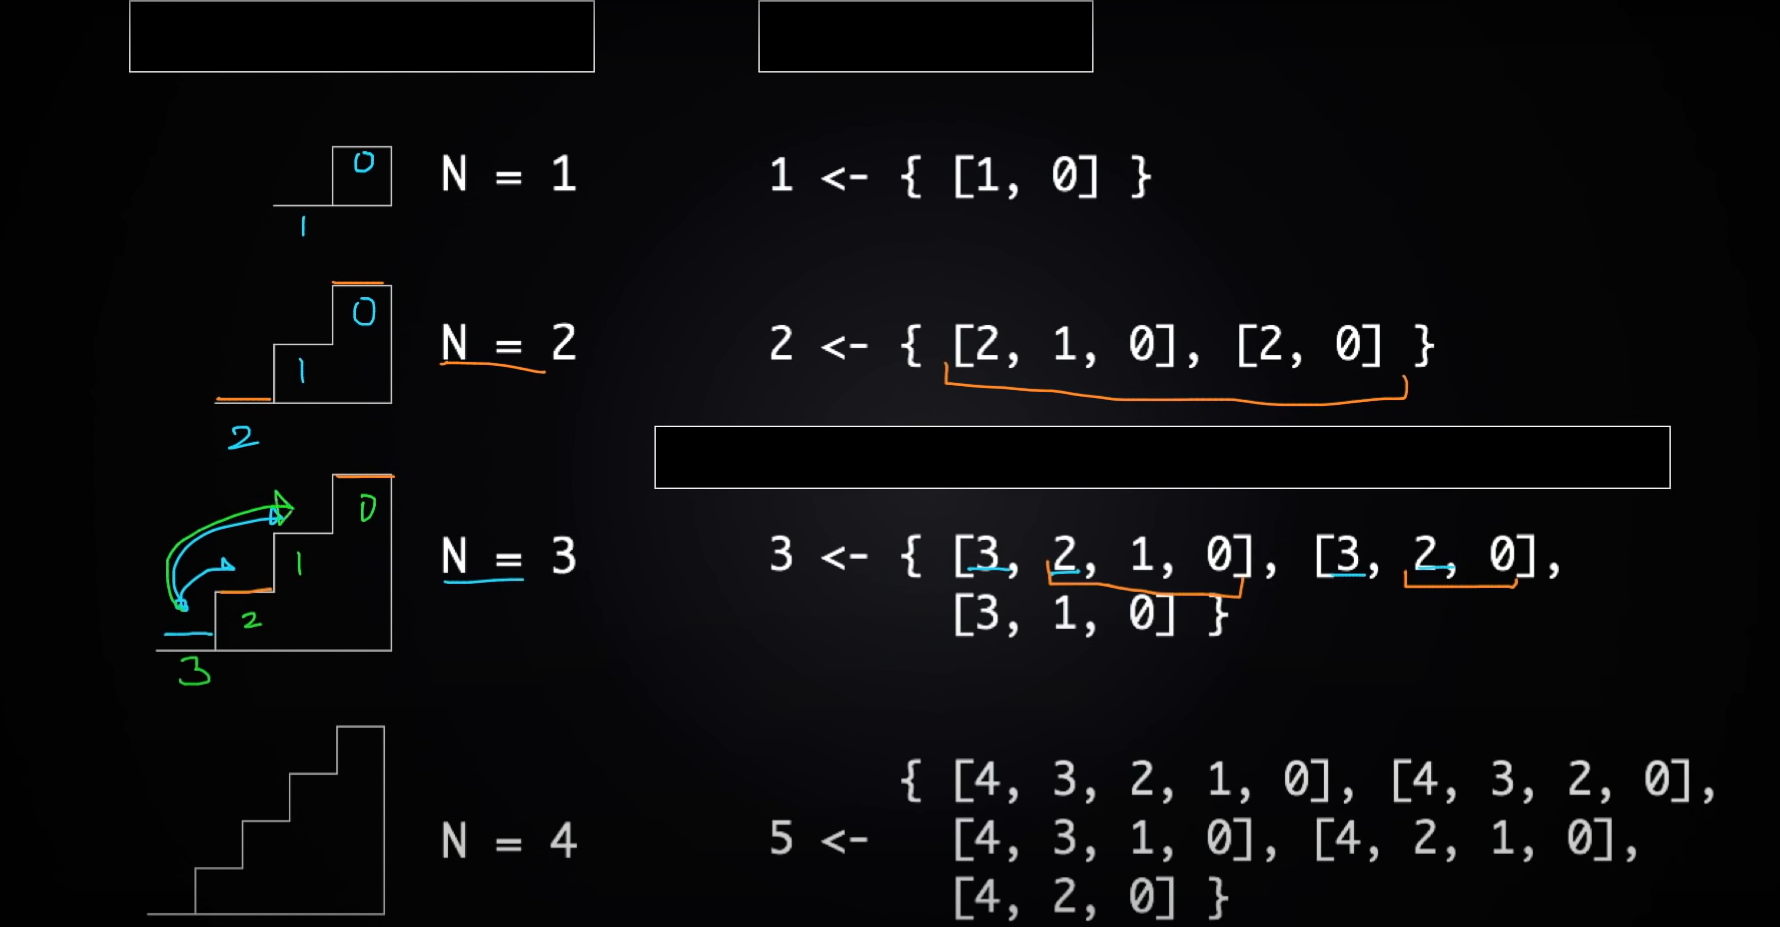 0
N = 1 1 <- { [1, 0] }
1
0
N = 2 2 <- { [2, 1, 0], [2, 0] }
1
2
0
1 N = 3 3 <- { [3, 2, 1, 0], [3, 2, 0],
[3, 1, 0] }
2
3
{ [4, 3, 2, 1, 0], [4, 3, 2, 0],
N = 4 5 <- [4, 3, 1, 0], [4, 2, 1, 0],
[4, 2, 0] }